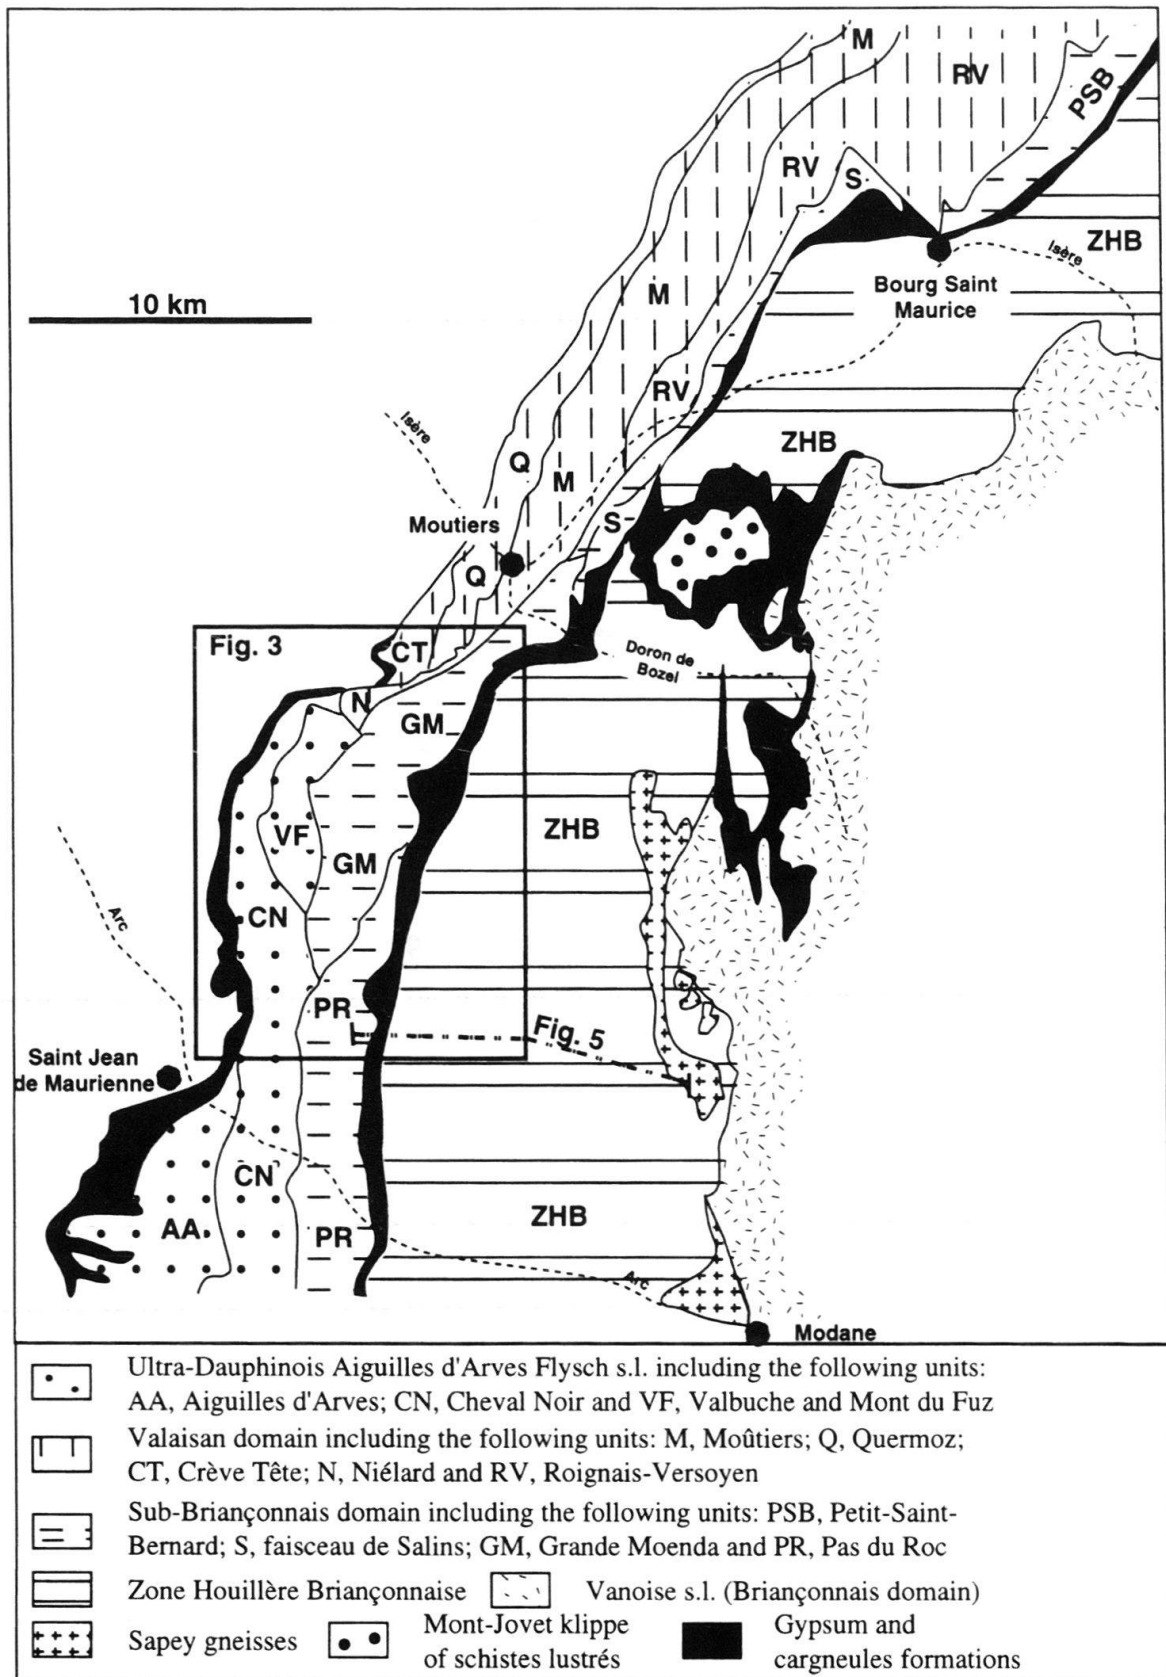 M
RV
PSB
RV
S
ZHB
Isère
Bourg Saint
Maurice
10 km
M
RV
Isère
ZHB
Q
M
Moutiers
S
Q
Fig. 3
CT
Doron de
Bozel
N
GM
VF
ZHB
GM
Arc
CN
PR
Fig. 5
Saint Jean
de Maurienne
CN
ZHB
AA
PR
Arc
Modane
Ultra-Dauphinois Aiguilles d'Arves Flysch s.l. including the following units:
AA, Aiguilles d'Arves; CN, Cheval Noir and VF, Valbuche and Mont du Fuz
Valaisan domain including the following units: M, Moûtiers; Q, Quermoz;
CT, Crève Tête; N, Niélard and RV, Roignais-Versoyen
Sub-Briançonnais domain including the following units: PSB, Petit-Saint-
Bernard; S, faisceau de Salins; GM, Grande Moenda and PR, Pas du Roc
Zone Houillère Briançonnaise
Vanoise s.l. (Briançonnais domain)
Sapey gneisses
Mont-Jovet klippe
of schistes lustrés
Gypsum and
cargneules formations